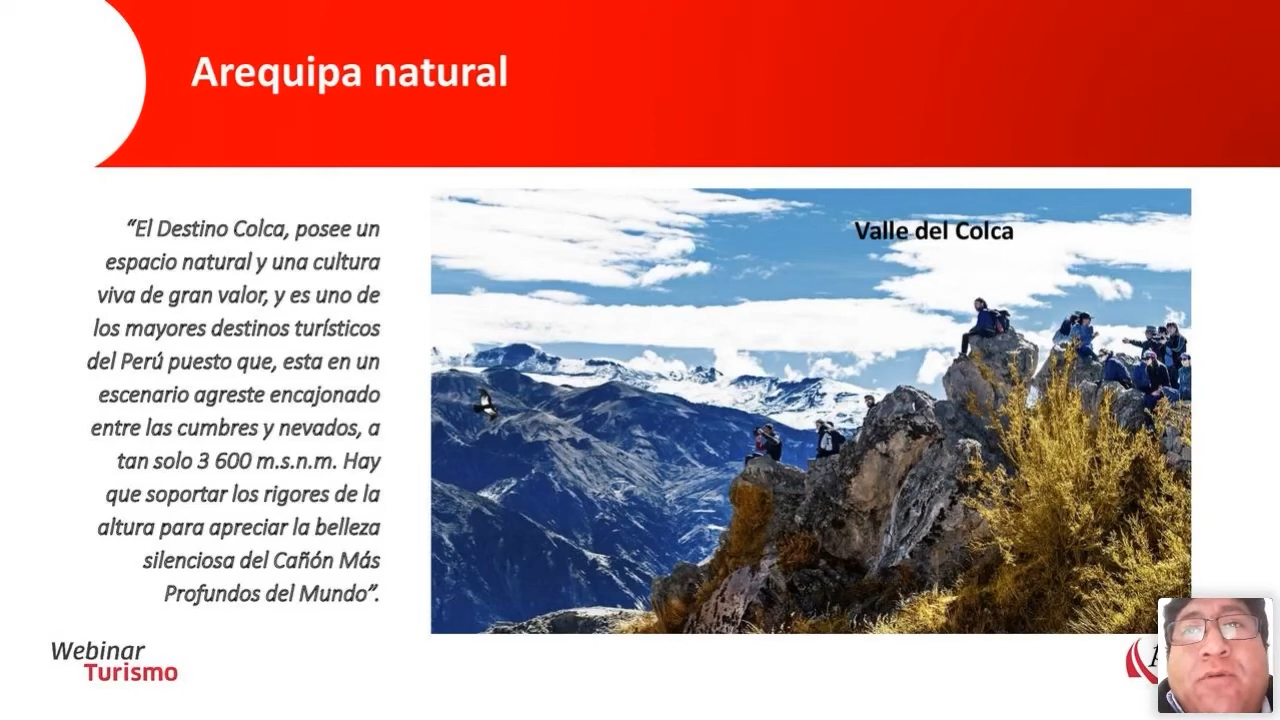 Arequipa natural
“El Destino Colca, posee un
espacio natural y una cultura
viva de gran valor, y es uno de
los mayores destinos turísticos
del Perú puesto que, esta en un
escenario agreste encajonado
entre las cumbres y nevados, a
tan solo 3 600 m.s.n.m. Hay
que soportar los rigores de la
altura para apreciar la belleza
silenciosa del Cañón Más
Profundos del Mundo”.
Valle del Colca
Webinar
Turismo